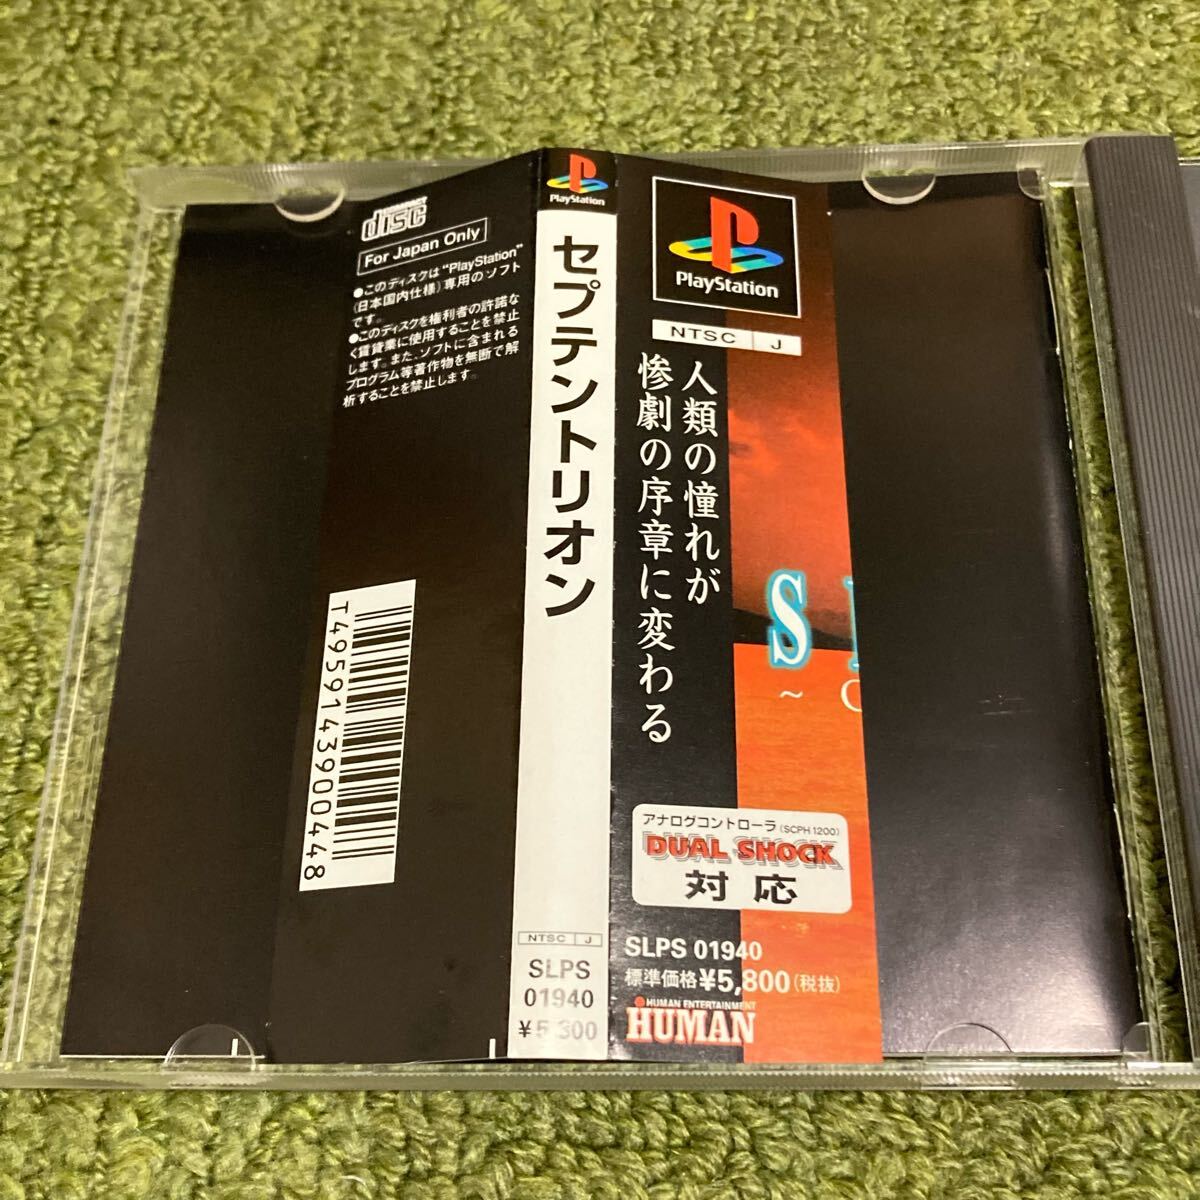 COMPACT
disc
For Japan Only
●このディスクは“PlayStation”
(日本国内仕様)専用のソフト
です。
●このディスクを権利者の許諾な
く賃貸業に使用することを禁止
します。また、ソフトに含まれる
プログラム等著作物を無断で解
析することを禁止します。
T4959143900448
PlayStation
セプテントリオン
NTSC J
SLPS
01940
PlayStation
NTSC J
人類の憧れが
惨劇の序章に変わる
S
~
アナログコントローラ(SCPH 1200)
DUAL SHOCK
対応
SLPS 01940
標準価格¥5,800(税抜)
HUMAN ENTERTAINMENT
HUMAN